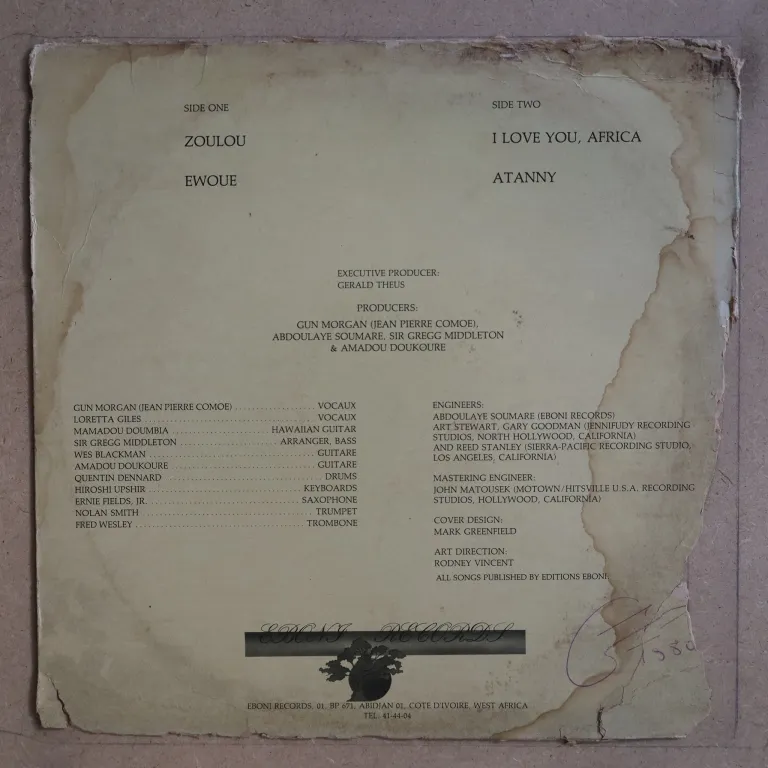 SIDE ONE
ZOULOU
EWOUE
SIDE TWO
I LOVE YOU, AFRICA
ATANNY
EXECUTIVE PRODUCER:
GERALD THEUS
PRODUCERS:
GUN MORGAN (JEAN PIERRE COMOE),
ABDOULAYE SOUMARE, SIR GREGG MIDDLETON
& AMADOU DOUKOURE
GUN MORGAN (JEAN PIERRE COMOE) . . . . . . . . . . . . . . . VOCAUX
LORETTA GILES . . . . . . . . . . . . . . . VOCAUX
MAMADOU DOUMBIA . . . . . . . . . . . . . . . HAWAIIAN GUITAR
SIR GREGG MIDDLETON . . . . . . . . . . . . . . . ARRANGER, BASS
WES BLACKMAN . . . . . . . . . . . . . . . GUITARE
AMADOU DOUKOURE . . . . . . . . . . . . . . . GUITARE
QUENTIN DENNARD . . . . . . . . . . . . . . . DRUMS
HIROSHI UPSHIR . . . . . . . . . . . . . . . KEYBOARDS
ERNIE FIELDS, JR. . . . . . . . . . . . . . . . SAXOPHONE
NOLAN SMITH . . . . . . . . . . . . . . . TRUMPET
FRED WESLEY . . . . . . . . . . . . . . . TROMBONE
ENGINEERS:
ABDOULAYE SOUMARE (EBONI RECORDS)
ART STEWART, GARY GOODMAN (JENNIFUDY RECORDING
STUDIOS, NORTH HOLLYWOOD, CALIFORNIA)
AND REED STANLEY (SIERRA-PACIFIC RECORDING STUDIO,
LOS ANGELES, CALIFORNIA)
MASTERING ENGINEER:
JOHN MATOUSEK (MOTOWN/HITSVILLE U.S.A. RECORDING
STUDIOS, HOLLYWOOD, CALIFORNIA)
COVER DESIGN:
MARK GREENFIELD
ART DIRECTION:
RODNEY VINCENT
ALL SONGS PUBLISHED BY EDITIONS EBONI
1980
EBONI RECORDS
EBONI RECORDS, 01, BP 671, ABIDJAN 01, COTE D'IVOIRE, WEST AFRICA
TEL. 41-44-04